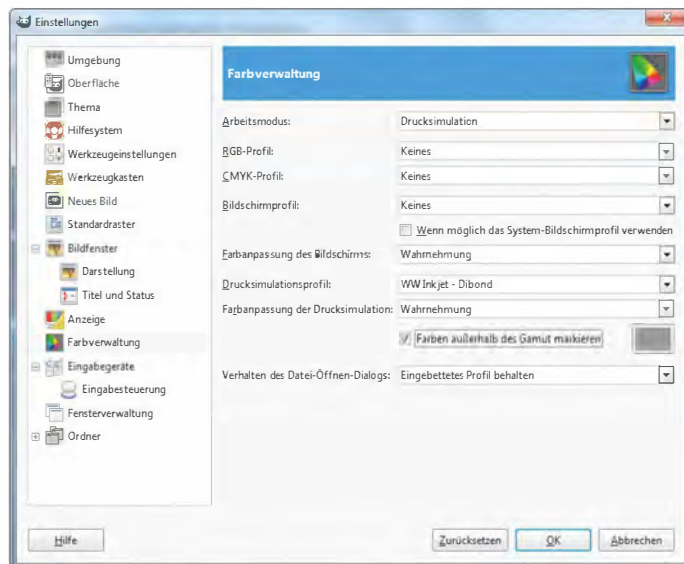 Einstellungen
Umgebung
Oberfläche
Thema
Hilfesystem
Werkzeugeinstellungen
Werkzeugkasten
Neues Bild
Standardraster
Bildfenster
Darstellung
Titel und Status
Anzeige
Farbverwaltung
Eingabegeräte
Eingabesteuerung
Fensterverwaltung
Ordner
Farbverwaltung
Arbeitsmodus: Drucksimulation
RGB-Profil: Keines
CMYK-Profil: Keines
Bildschirmprofil: Keines
Wenn möglich das System-Bildschirmprofil verwenden
Farbanpassung des Bildschirms: Wahrnehmung
Drucksimulationsprofil: WW Inkjet - Dibond
Farbanpassung der Drucksimulation: Wahrnehmung
Farben außerhalb des Gamut markieren
Verhalten des Datei-Öffnen-Dialogs: Eingebettetes Profil behalten
Hilfe Zurücksetzen OK Abbrechen